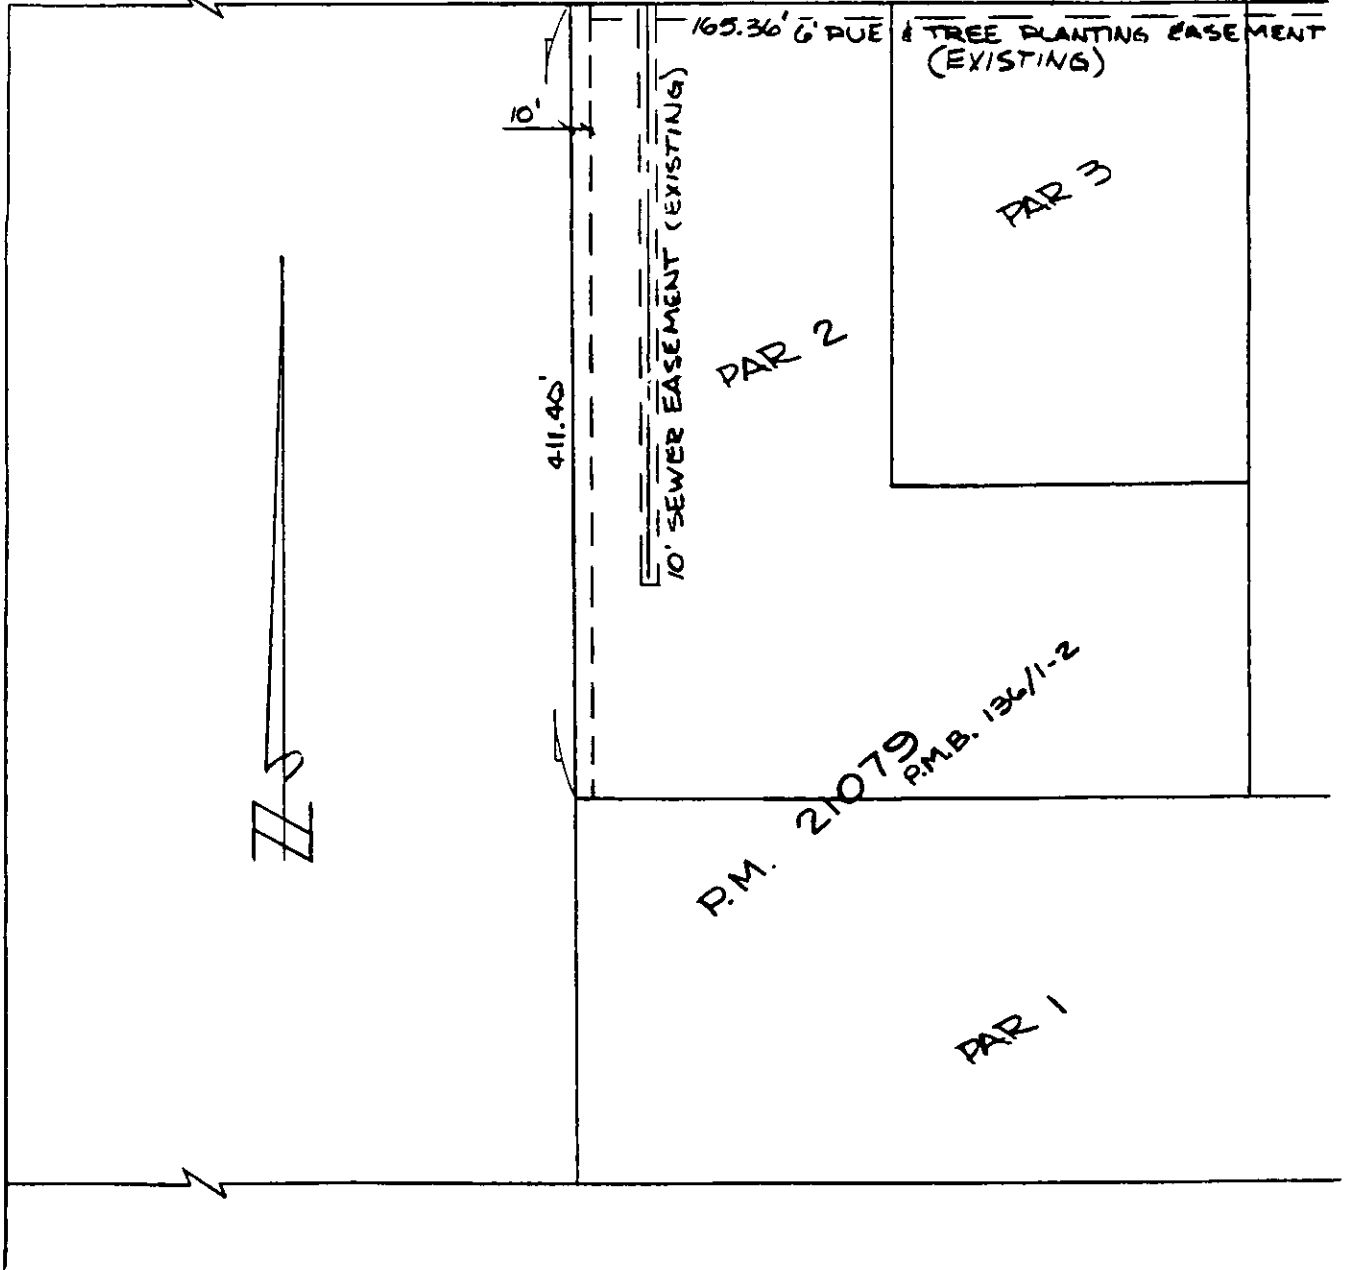 165.36' 6' PUE & TREE PLANTING EASEMENT
(EXISTING)
10'
10' SEWER EASEMENT (EXISTING)
PAR 3
PAR 2
411.40'
P.M. 21079
P.M.B. 136/1-2
N
PAR 1